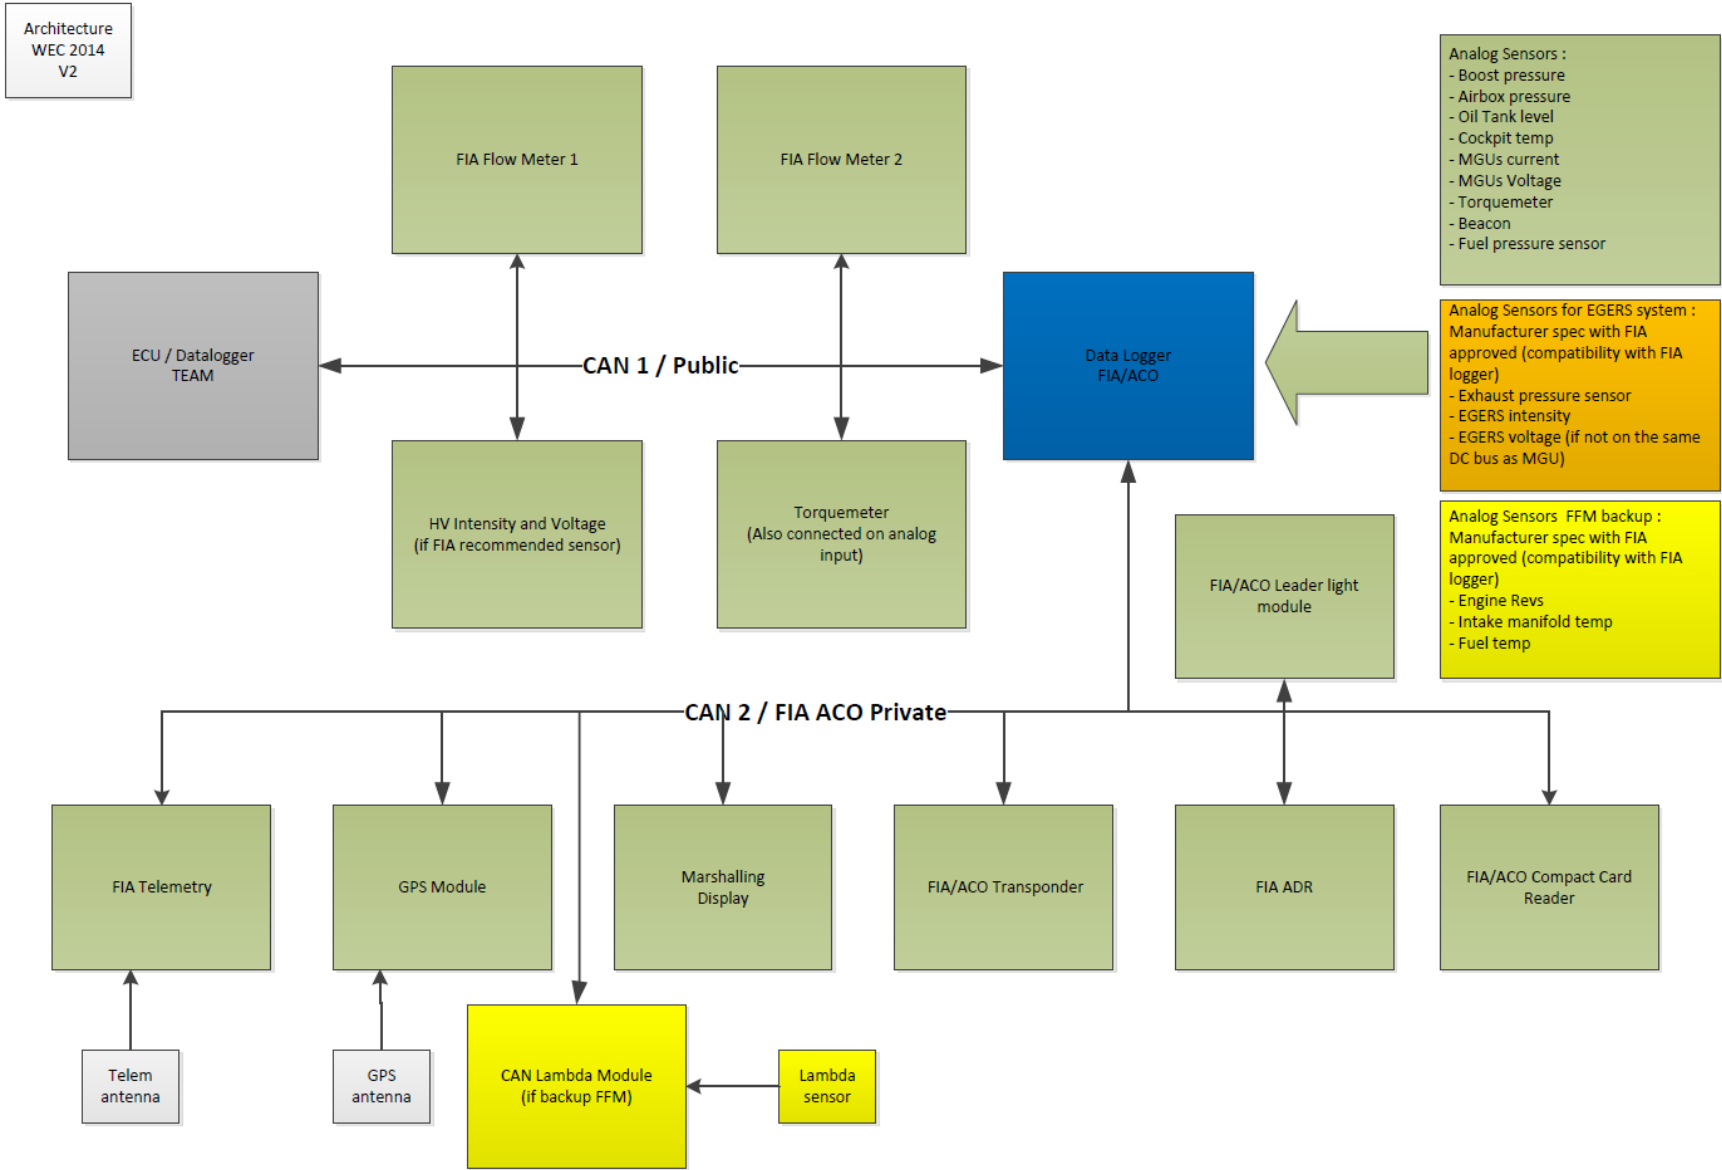 Architecture
WEC 2014
V2
FIA Flow Meter 1
FIA Flow Meter 2
Analog Sensors :
- Boost pressure
- Airbox pressure
- Oil Tank level
- Cockpit temp
- MGUs current
- MGUs Voltage
- Torquemeter
- Beacon
- Fuel pressure sensor
ECU / Datalogger
TEAM
CAN 1 / Public
Data Logger
FIA/ACO
Analog Sensors for EGERS system :
Manufacturer spec with FIA
approved (compatibility with FIA
logger)
- Exhaust pressure sensor
- EGERS intensity
- EGERS voltage (if not on the same
DC bus as MGU)
HV Intensity and Voltage
(if FIA recommended sensor)
Torquemeter
(Also connected on analog
input)
Analog Sensors  FFM backup :
Manufacturer spec with FIA
approved (compatibility with FIA
logger)
- Engine Revs
- Intake manifold temp
- Fuel temp
FIA/ACO Leader light
module
CAN 2 / FIA ACO Private
FIA Telemetry
GPS Module
Marshalling
Display
FIA/ACO Transponder
FIA ADR
FIA/ACO Compact Card
Reader
Telem
antenna
GPS
antenna
CAN Lambda Module
(if backup FFM)
Lambda
sensor